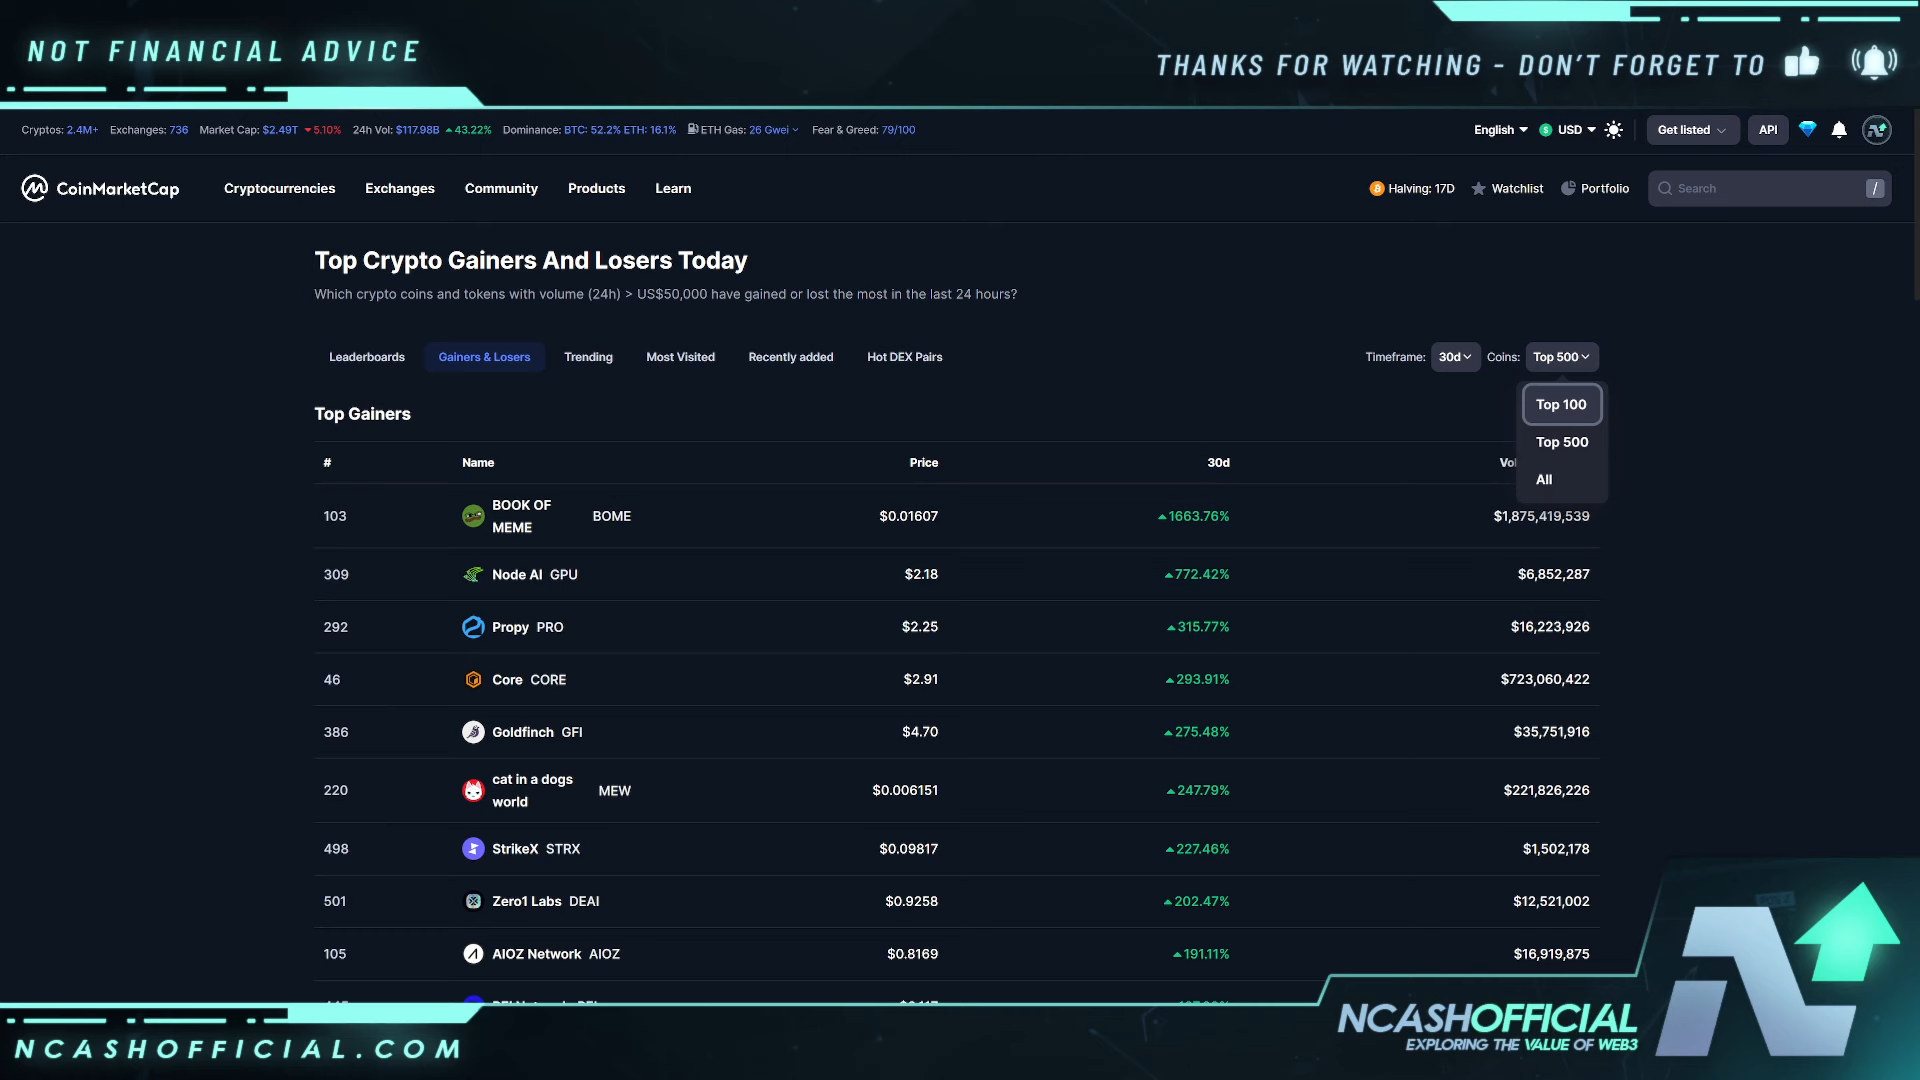 NOT FINANCIAL ADVICE
THANKS FOR WATCHING - DON'T FORGET TO
Cryptos: 2.4M+ Exchanges: 736 Market Cap: $2.49T 5.10% 24h Vol: $117.98B 43.22% Dominance: BTC: 52.2% ETH: 16.1% ETH Gas: 26 Gwei Fear & Greed: 79/100
English USD Get listed API
CoinMarketCap Cryptocurrencies Exchanges Community Products Learn
Halving: 17D Watchlist Portfolio Search /
Top Crypto Gainers And Losers Today
Which crypto coins and tokens with volume (24h) > US$50,000 have gained or lost the most in the last 24 hours?
Leaderboards Gainers & Losers Trending Most Visited Recently added Hot DEX Pairs
Timeframe: 30d Coins: Top 500
Top 100
Top 500
All
Top Gainers
# Name Price 30d Vol
103 BOOK OF MEME BOME $0.01607 1663.76% $1,875,419,539
309 Node AI GPU $2.18 772.42% $6,852,287
292 Propy PRO $2.25 315.77% $16,223,926
46 Core CORE $2.91 293.91% $723,060,422
386 Goldfinch GFI $4.70 275.48% $35,751,916
220 cat in a dogs world MEW $0.006151 247.79% $221,826,226
498 StrikeX STRX $0.09817 227.46% $1,502,178
501 Zero1 Labs DEAI $0.9258 202.47% $12,521,002
105 AIOZ Network AIOZ $0.8169 191.11% $16,919,875
NCASHOFFICIAL
EXPLORING THE VALUE OF WEB3
NCASHOFFICIAL.COM